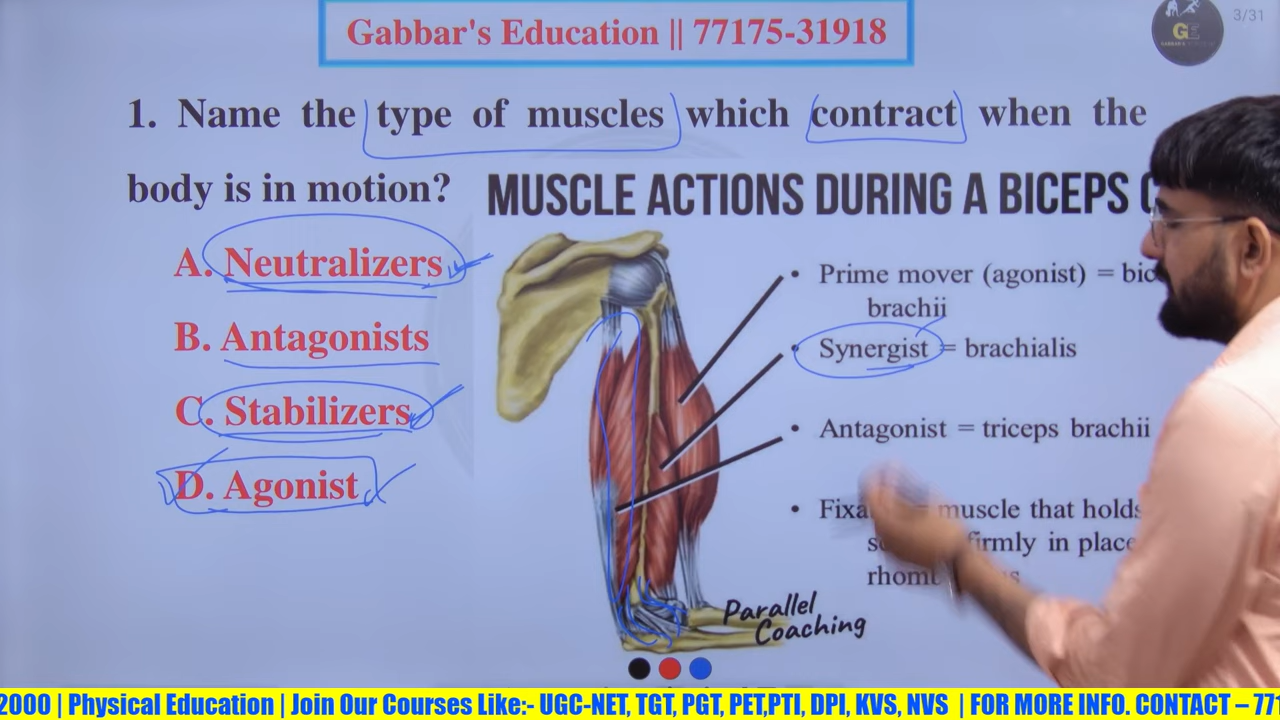 Gabbar's Education || 77175-31918
3/31
GE
1. Name the type of muscles which contract when the
body is in motion?
MUSCLE ACTIONS DURING A BICEPS
A. Neutralizers
B. Antagonists
C. Stabilizers
D. Agonist
• Prime mover (agonist) =
brachii
• Synergist = brachialis
• Antagonist = triceps brachii
• muscle that holds
firmly in place
Parallel
Coaching
2000 | Physical Education | Join Our Courses Like:- UGC-NET, TGT, PGT, PET,PTI, DPI, KVS, NVS | FOR MORE INFO. CONTACT – 77